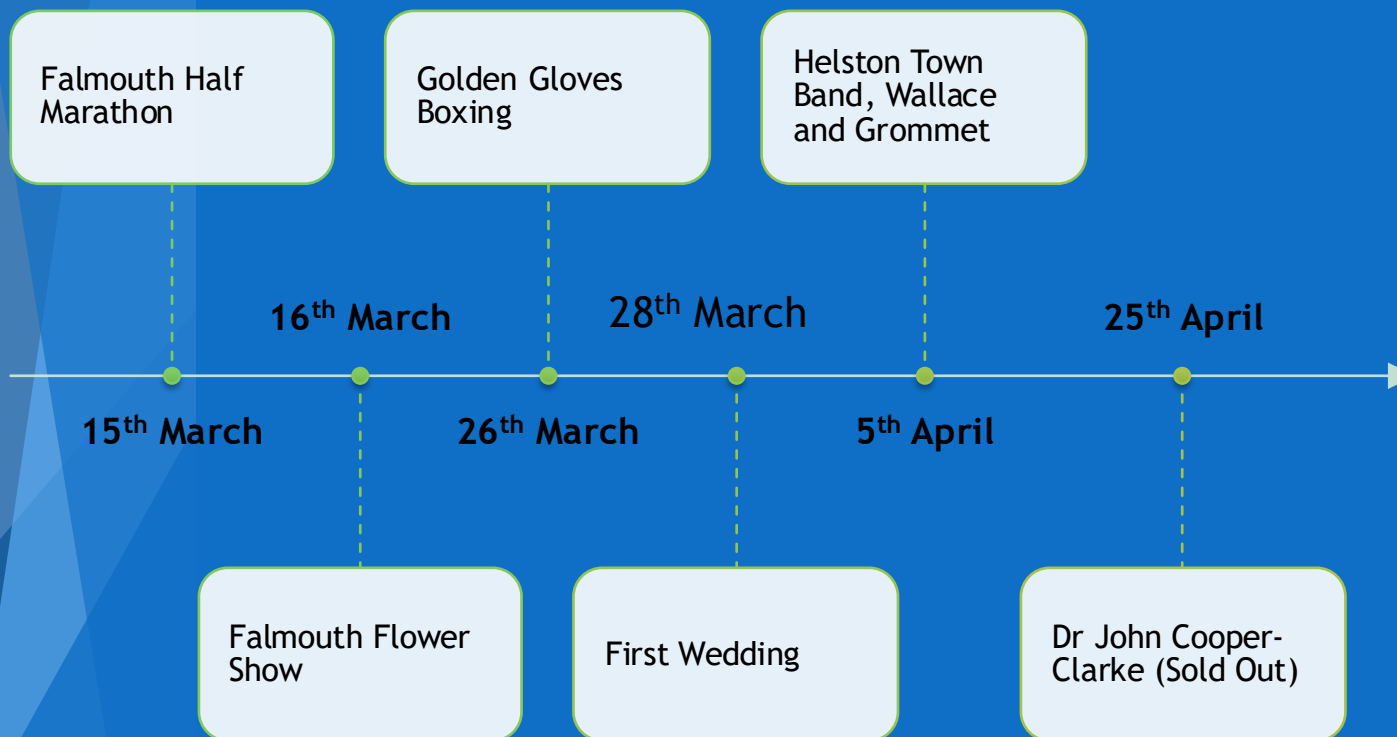 Falmouth Half
Marathon
Golden Gloves
Boxing
Helston Town
Band, Wallace
and Grommet
16th March
28th March
25th April
15th March
26th March
5th April
Falmouth Flower
Show
First Wedding
Dr John Cooper-
Clarke (Sold Out)